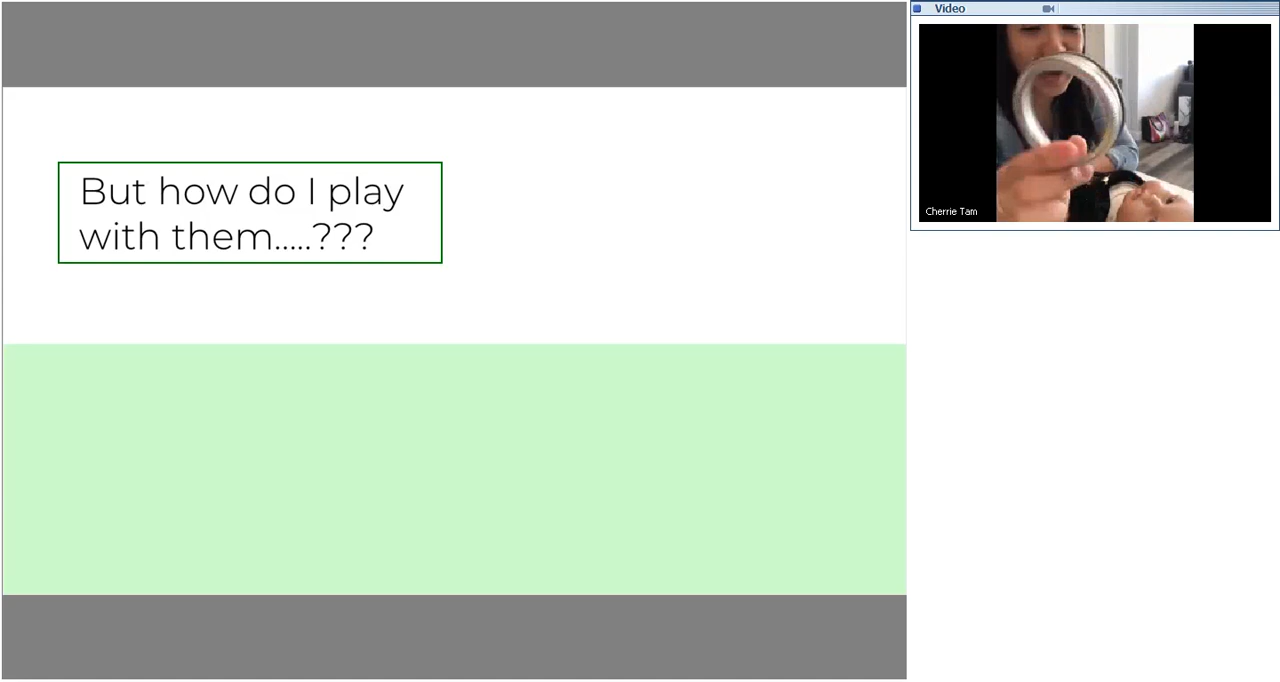 But how do I play
with them.....???
Video
Cherrie Tam